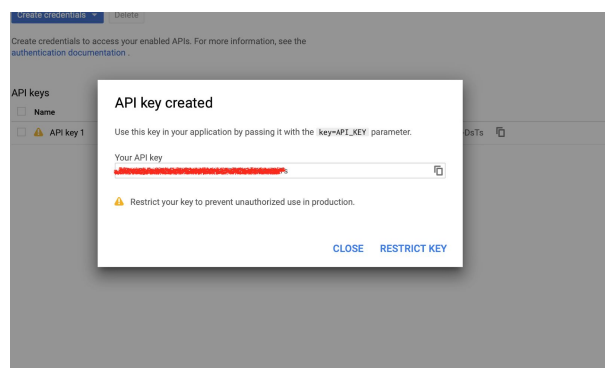 Create credentials
Delete
Create credentials to access your enabled APIs. For more information, see the
authentication documentation .
API keys
Name
API key 1
DsTs
API key created
Use this key in your application by passing it with the key=API_KEY parameter.
Your API key
s
Restrict your key to prevent unauthorized use in production.
CLOSE RESTRICT KEY